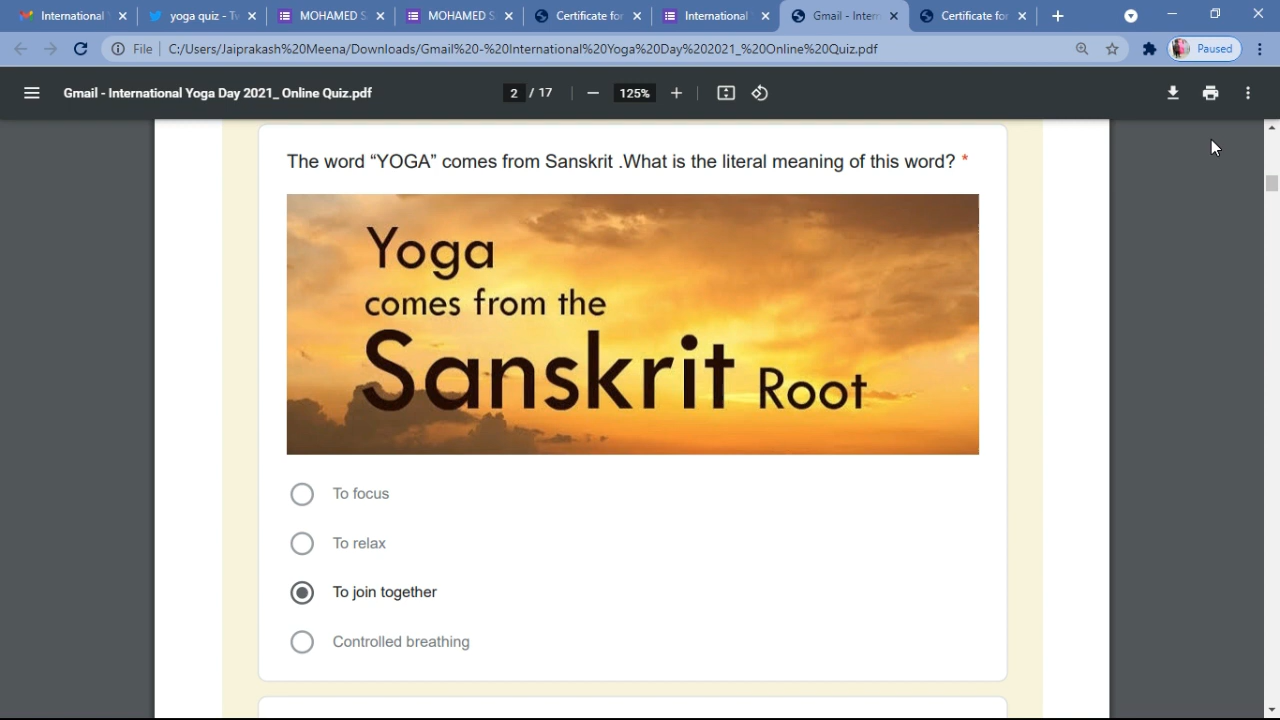 International Y
yoga quiz - Tw
MOHAMED S
MOHAMED S
Certificate for
International
Gmail - Intern
Certificate for
File
C:/Users/Jaiprakash%20Meena/Downloads/Gmail%20-%20International%20Yoga%20Day%202021_%20Online%20Quiz.pdf
Paused
Gmail - International Yoga Day 2021_ Online Quiz.pdf
2 / 17
125%
The word “YOGA” comes from Sanskrit .What is the literal meaning of this word? *
Yoga
comes from the
Sanskrit Root
To focus
To relax
To join together
Controlled breathing